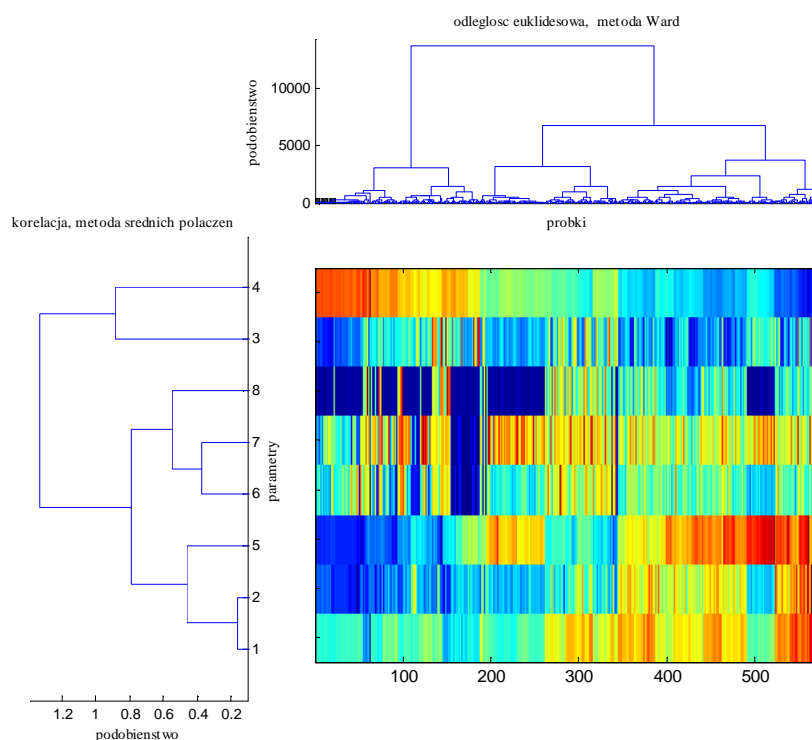 odleglosc euklidesowa, metoda Ward
podobienstwo
10000
5000
0
korelacja, metoda srednich polaczen
probki
4
3
8
7
6
5
2
1
parametry
1.2 1 0.8 0.6 0.4 0.2
podobienstwo
100 200 300 400 500